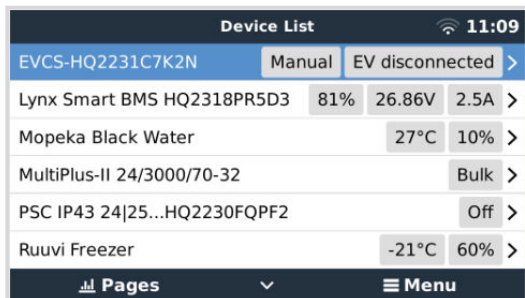 Device List 11:09
EVCS-HQ2231C7K2N Manual EV disconnected
Lynx Smart BMS HQ2318PR5D3 81% 26.86V 2.5A
Mopeka Black Water 27°C 10%
MultiPlus-II 24/3000/70-32 Bulk
PSC IP43 24|25...HQ2230FQPF2 Off
Ruuvi Freezer -21°C 60%
Pages Menu